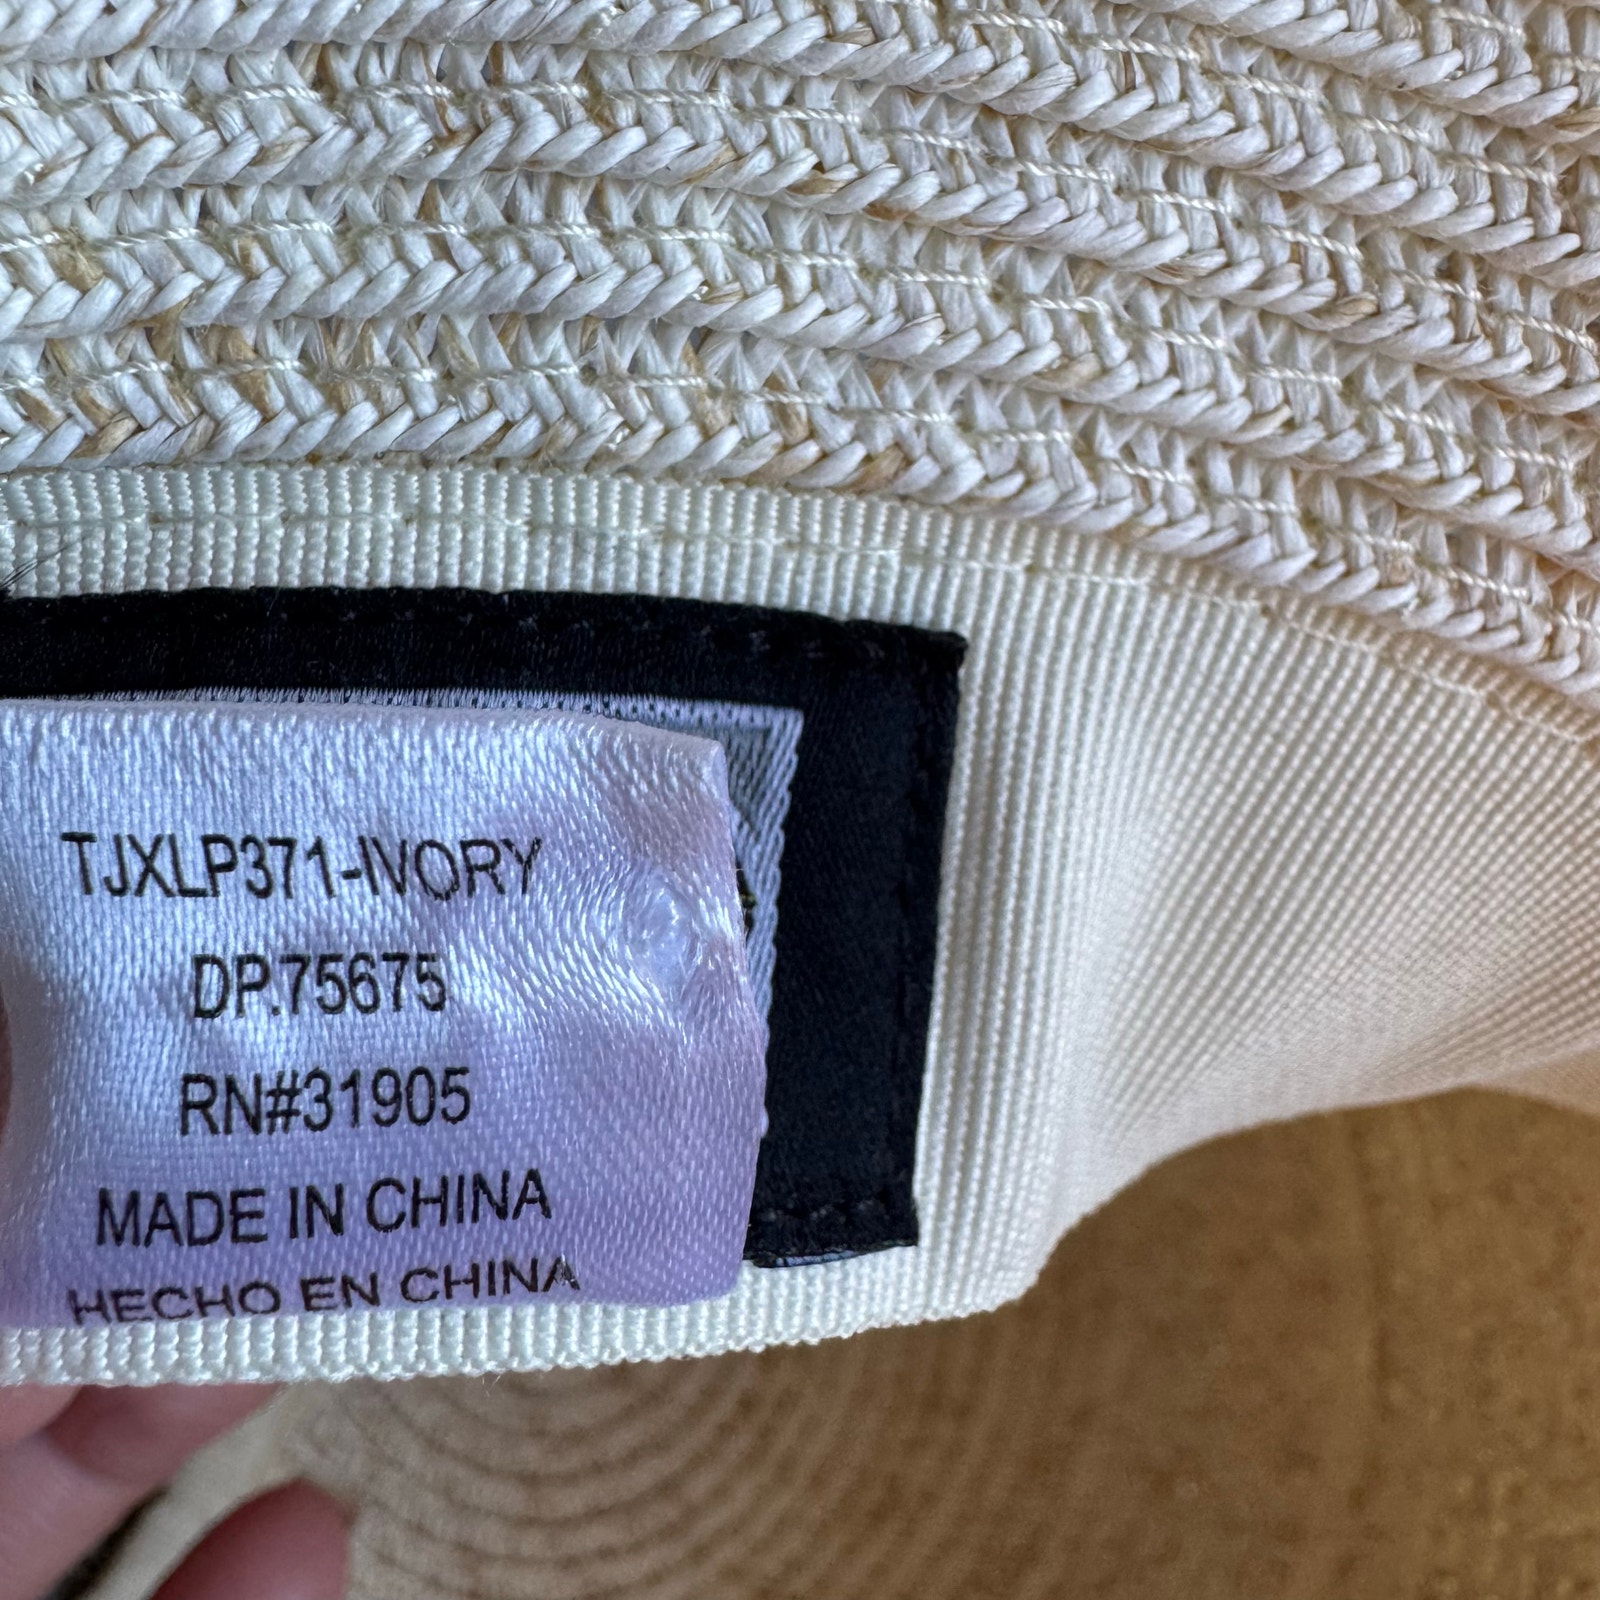 TJXLP371-IVORY
DP.75675
RN#31905
MADE IN CHINA
HECHO EN CHINA